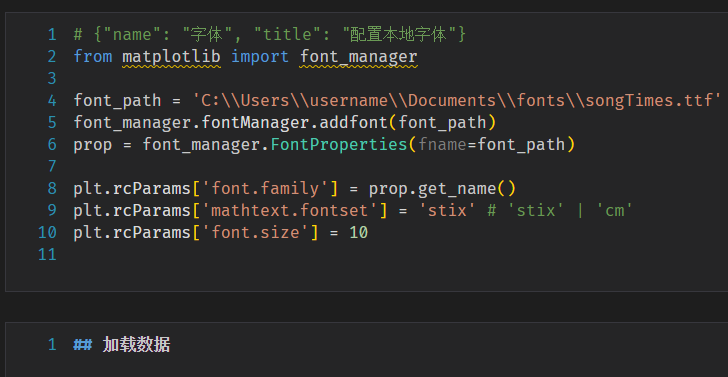 1 # {"name": "字体", "title": "配置本地字体"}
2 from matplotlib import font_manager
3
4 font_path = 'C:\\Users\\username\\Documents\\fonts\\songTimes.ttf'
5 font_manager.fontManager.addfont(font_path)
6 prop = font_manager.FontProperties(fname=font_path)
7
8 plt.rcParams['font.family'] = prop.get_name()
9 plt.rcParams['mathtext.fontset'] = 'stix' # 'stix' | 'cm'
10 plt.rcParams['font.size'] = 10
11
1 ## 加载数据